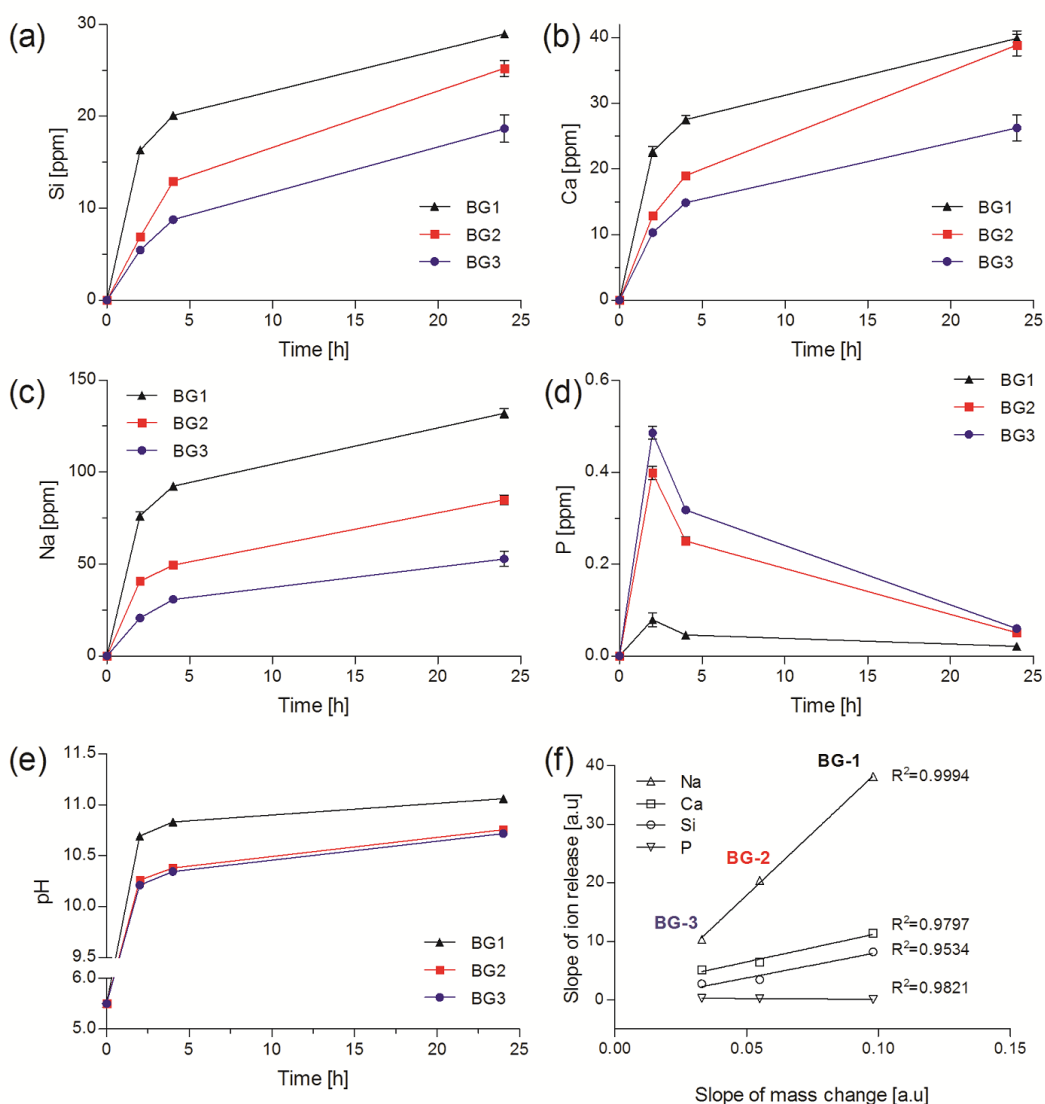 (a)
30
20
10
0
Si [ppm]
BG1
BG2
BG3
0 5 10 15 20 25
Time [h]
(b)
40
30
20
10
0
Ca [ppm]
BG1
BG2
BG3
0 5 10 15 20 25
Time [h]
(c)
150
100
50
0
Na [ppm]
BG1
BG2
BG3
0 5 10 15 20 25
Time [h]
(d)
0.6
0.4
0.2
0.0
P [ppm]
BG1
BG2
BG3
0 5 10 15 20 25
Time [h]
(e)
11.5
11.0
10.5
10.0
9.5
6.0
5.0
pH
BG1
BG2
BG3
0 5 10 15 20 25
Time [h]
(f)
40
30
20
10
0
Slope of ion release [a.u]
Na
Ca
Si
P
BG-1
BG-2
BG-3
R²=0.9994
R²=0.9797
R²=0.9534
R²=0.9821
0.00 0.05 0.10 0.15
Slope of mass change [a.u]